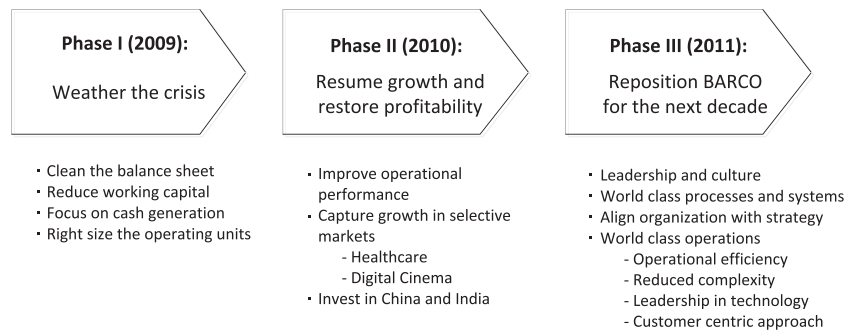 Phase I (2009):
Weather the crisis
▪ Clean the balance sheet
▪ Reduce working capital
▪ Focus on cash generation
▪ Right size the operating units
Phase II (2010):
Resume growth and
restore profitability
▪ Improve operational
performance
▪ Capture growth in selective
markets
- Healthcare
- Digital Cinema
▪ Invest in China and India
Phase III (2011):
Reposition BARCO
for the next decade
▪ Leadership and culture
▪ World class processes and systems
▪ Align organization with strategy
▪ World class operations
- Operational efficiency
- Reduced complexity
- Leadership in technology
- Customer centric approach